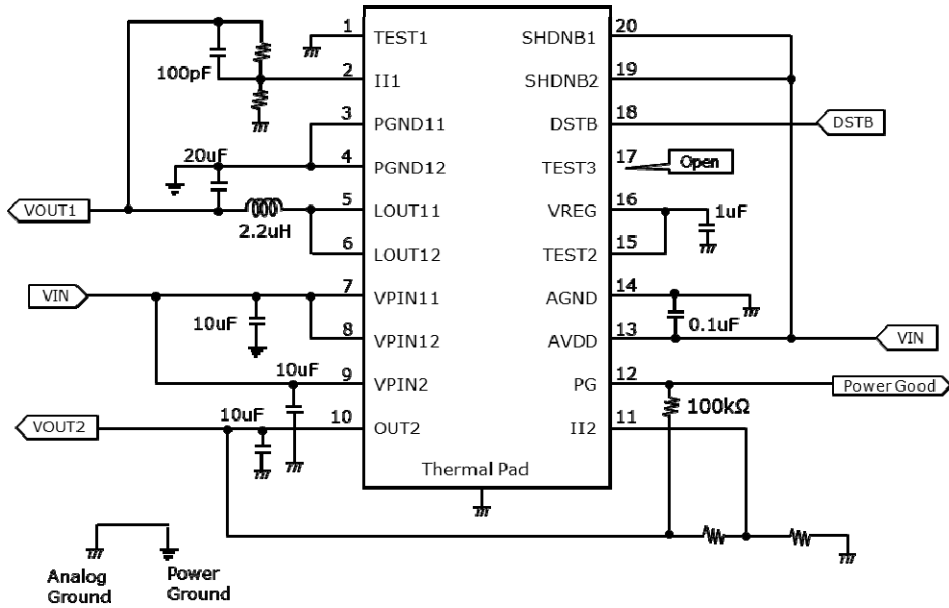 1 TEST1
100pF
2 II1
3 PGND11
20uF
4 PGND12
VOUT1
5 LOUT11
2.2uH
6 LOUT12
VIN
7 VPIN11
10uF
8 VPIN12
10uF
9 VPIN2
10uF
VOUT2
10 OUT2
Thermal Pad
SHDNB1 20
SHDNB2 19
DSTB 18
DSTB
TEST3 17
Open
VREG 16
1uF
TEST2 15
AGND 14
0.1uF
AVDD 13
VIN
PG 12
Power Good
100kΩ
II2 11
Analog
Ground
Power
Ground